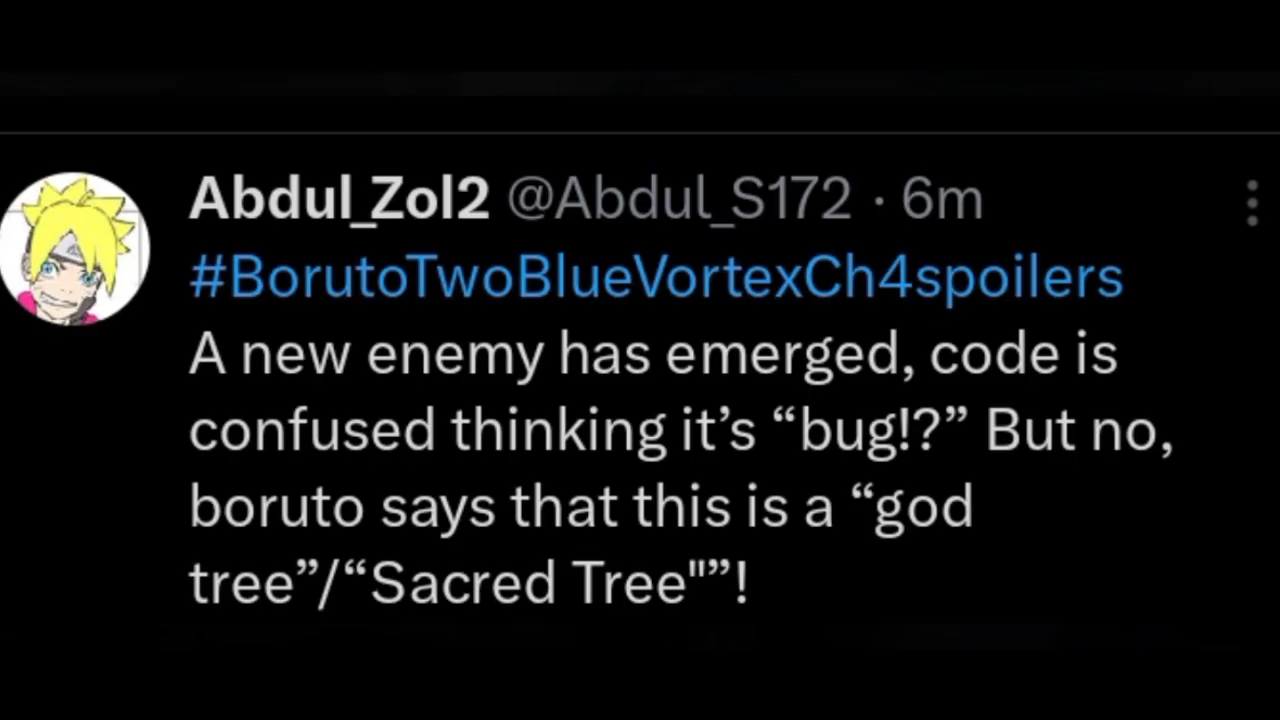 Abdul_Zol2 @Abdul_S172 · 6m
#BorutoTwoBlueVortexCh4spoilers
A new enemy has emerged, code is
confused thinking it’s “bug!?” But no,
boruto says that this is a “god
tree”/“Sacred Tree"”!